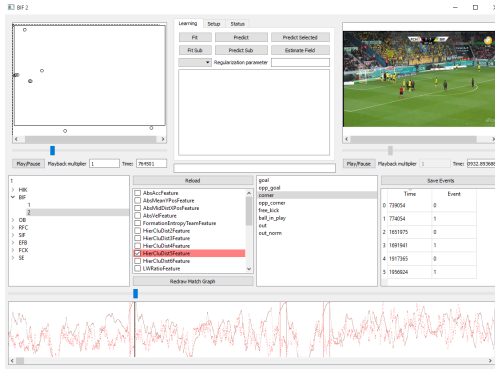 BIF 2
Learning Setup Status
Fit Predict Predict Selected
Fit Sub Predict Sub Estimate Field
Regularization parameter
Play/Pause Playback multiplier 1 Time: 764501
Play/Pause Playback multiplier 1 Time: 0932.893688
1
HIK
BIF
1
2
OB
RFC
SIF
EFB
FCK
SE
Reload
AbsAccFeature
AbsMeanYPosFeature
AbsMidDistXPosFeature
AbsVelFeature
FormationEntropyTeamFeature
HierCluDist2Feature
HierCluDist3Feature
HierCluDist4Feature
HierCluDist5Feature
HierCluDist6Feature
LWRatioFeature
Redraw Match Graph
goal
opp_goal
corner
opp_corner
free_kick
ball_in_play
out
out_norm
Save Events
Time Event
0 739054 0
1 774054 1
2 1651975 0
3 1691941 1
4 1917365 0
5 1956924 1